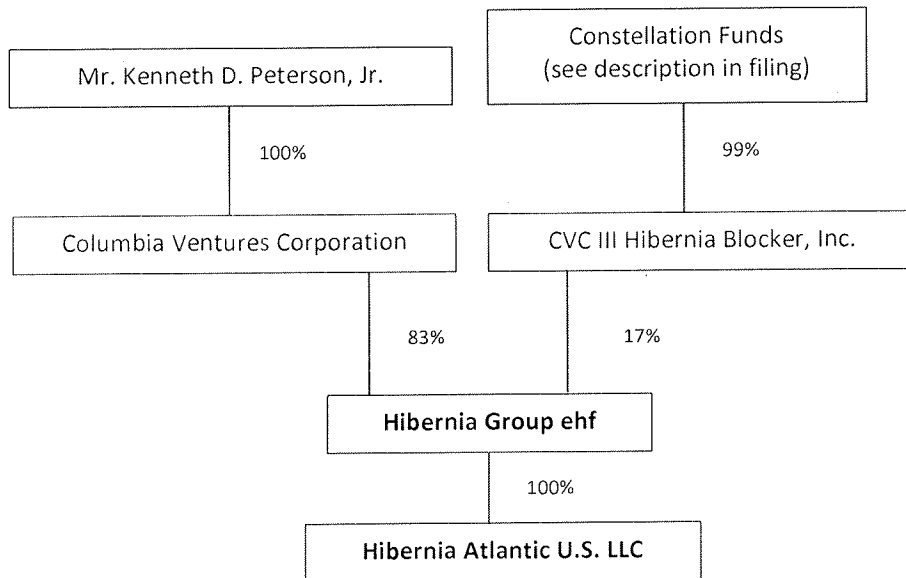 Mr. Kenneth D. Peterson, Jr.
Constellation Funds
(see description in filing)
100%
99%
Columbia Ventures Corporation
CVC III Hibernia Blocker, Inc.
83%
17%
Hibernia Group ehf
100%
Hibernia Atlantic U.S. LLC